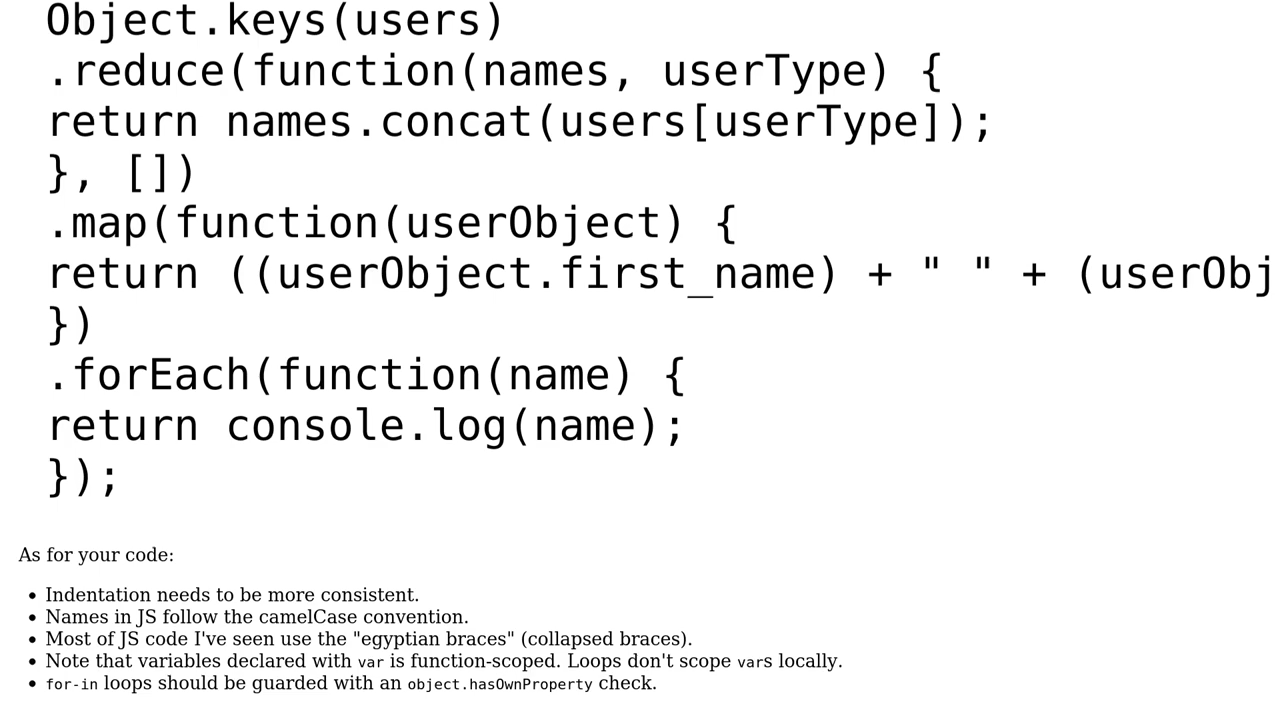 Object.keys(users)
.reduce(function(names, userType) {
return names.concat(users[userType]);
}, [])
.map(function(userObject) {
return ((userObject.first_name) + " " + (userObj
})
.forEach(function(name) {
return console.log(name);
});
As for your code:
• Indentation needs to be more consistent.
• Names in JS follow the camelCase convention.
• Most of JS code I've seen use the "egyptian braces" (collapsed braces).
• Note that variables declared with var is function-scoped. Loops don't scope vars locally.
• for-in loops should be guarded with an object.hasOwnProperty check.